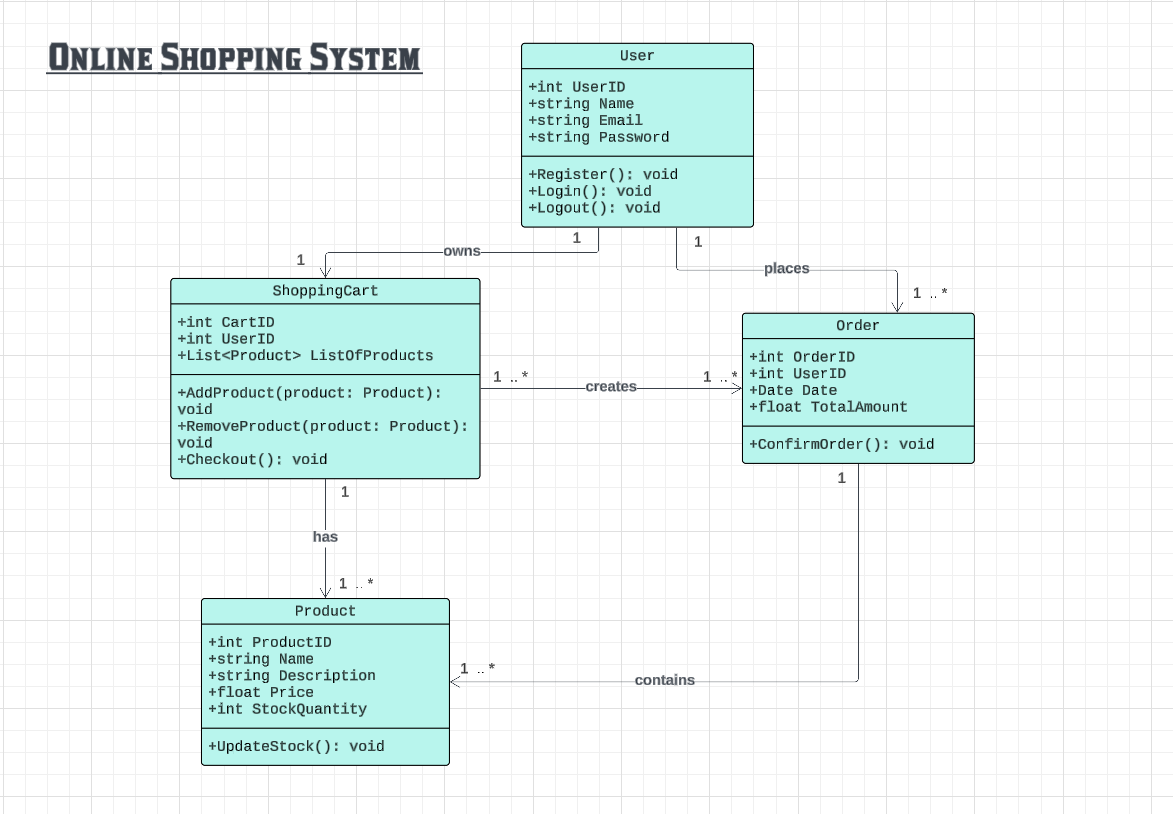 ONLINE SHOPPING SYSTEM
User
+int UserID
+string Name
+string Email
+string Password
+Register(): void
+Login(): void
+Logout(): void
1
1
owns
1
places
1 ..*
ShoppingCart
+int CartID
+int UserID
+List<Product> ListOfProducts
+AddProduct(product: Product):
void
+RemoveProduct(product: Product):
void
+Checkout(): void
1 ..*
creates
1 ..*
Order
+int OrderID
+int UserID
+Date Date
+float TotalAmount
+ConfirmOrder(): void
1
1
has
1 ..*
Product
+int ProductID
+string Name
+string Description
+float Price
+int StockQuantity
+UpdateStock(): void
1 ..*
contains